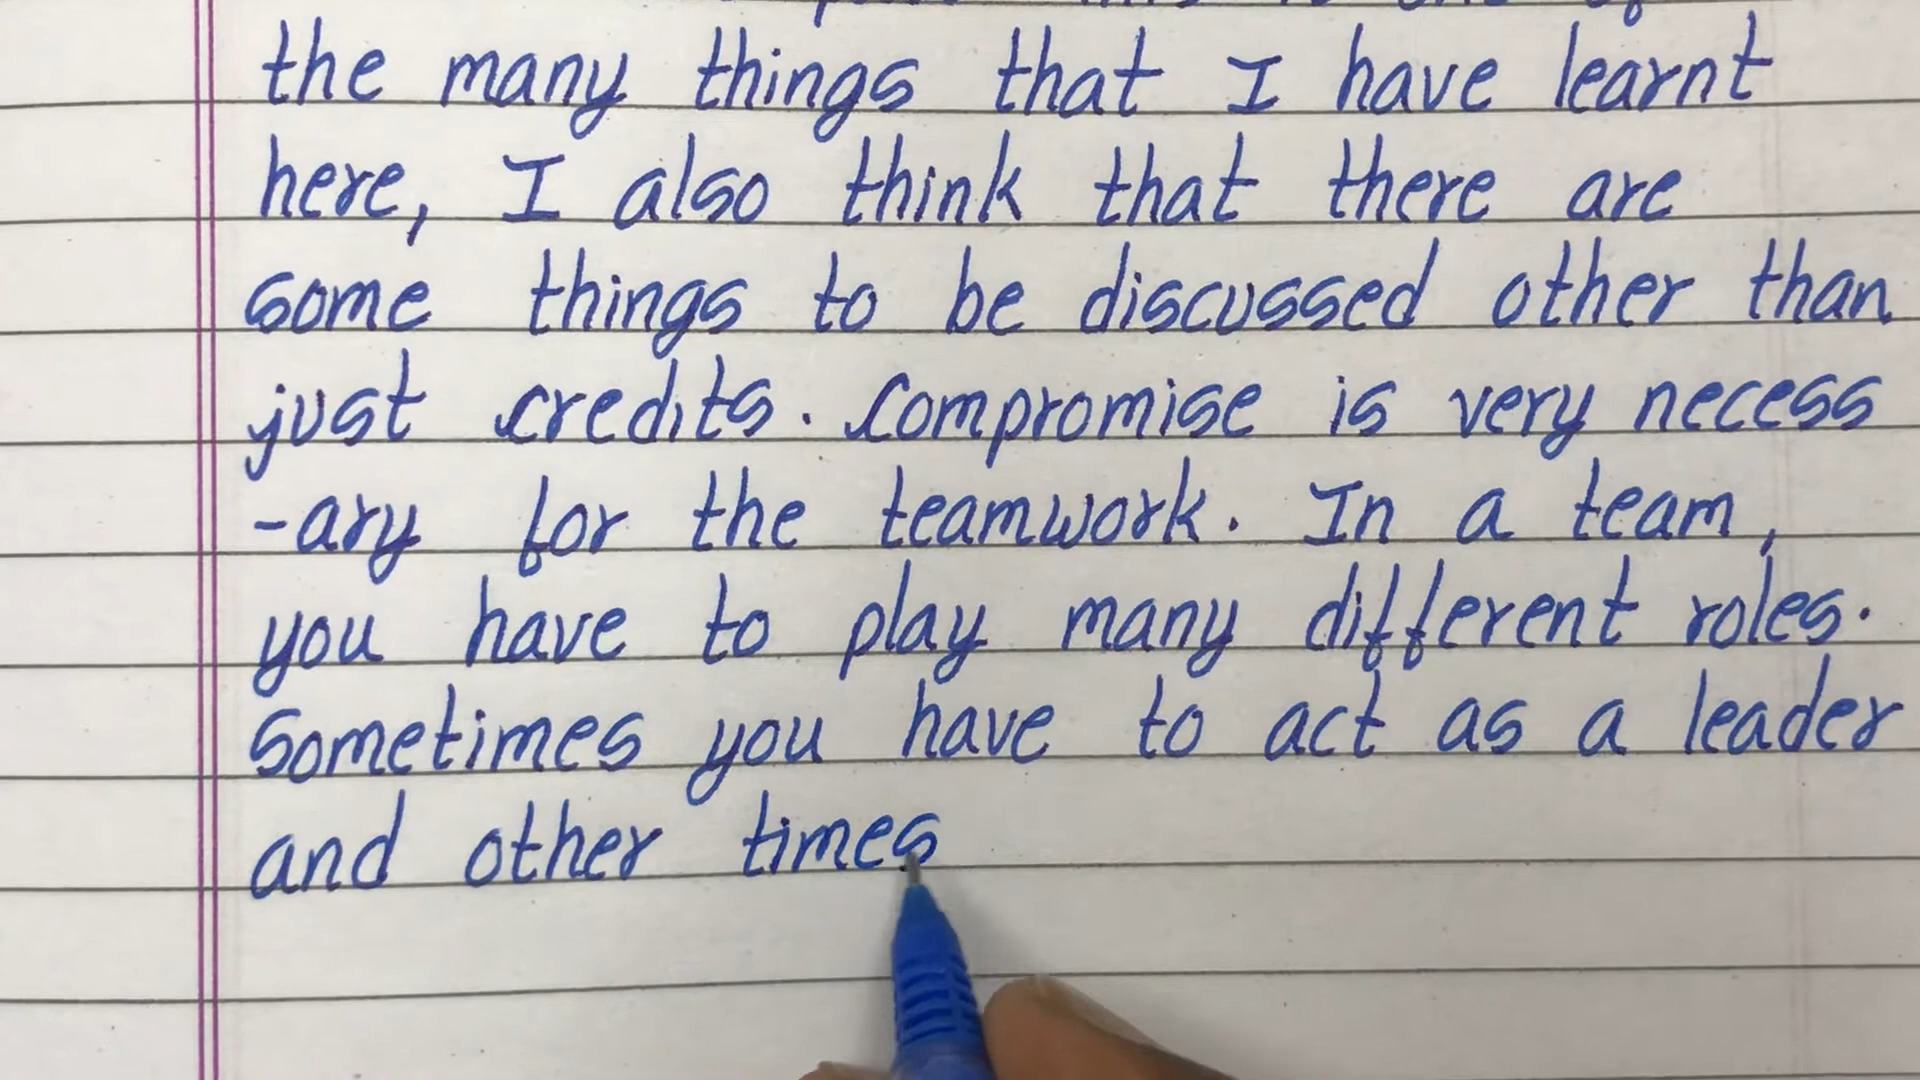 the many things that I have learnt
here, I also think that there are
some things to be discussed other than
just credits. Compromise is very necess
-ary for the teamwork. In a team,
you have to play many different roles.
Sometimes you have to act as a leader
and other times